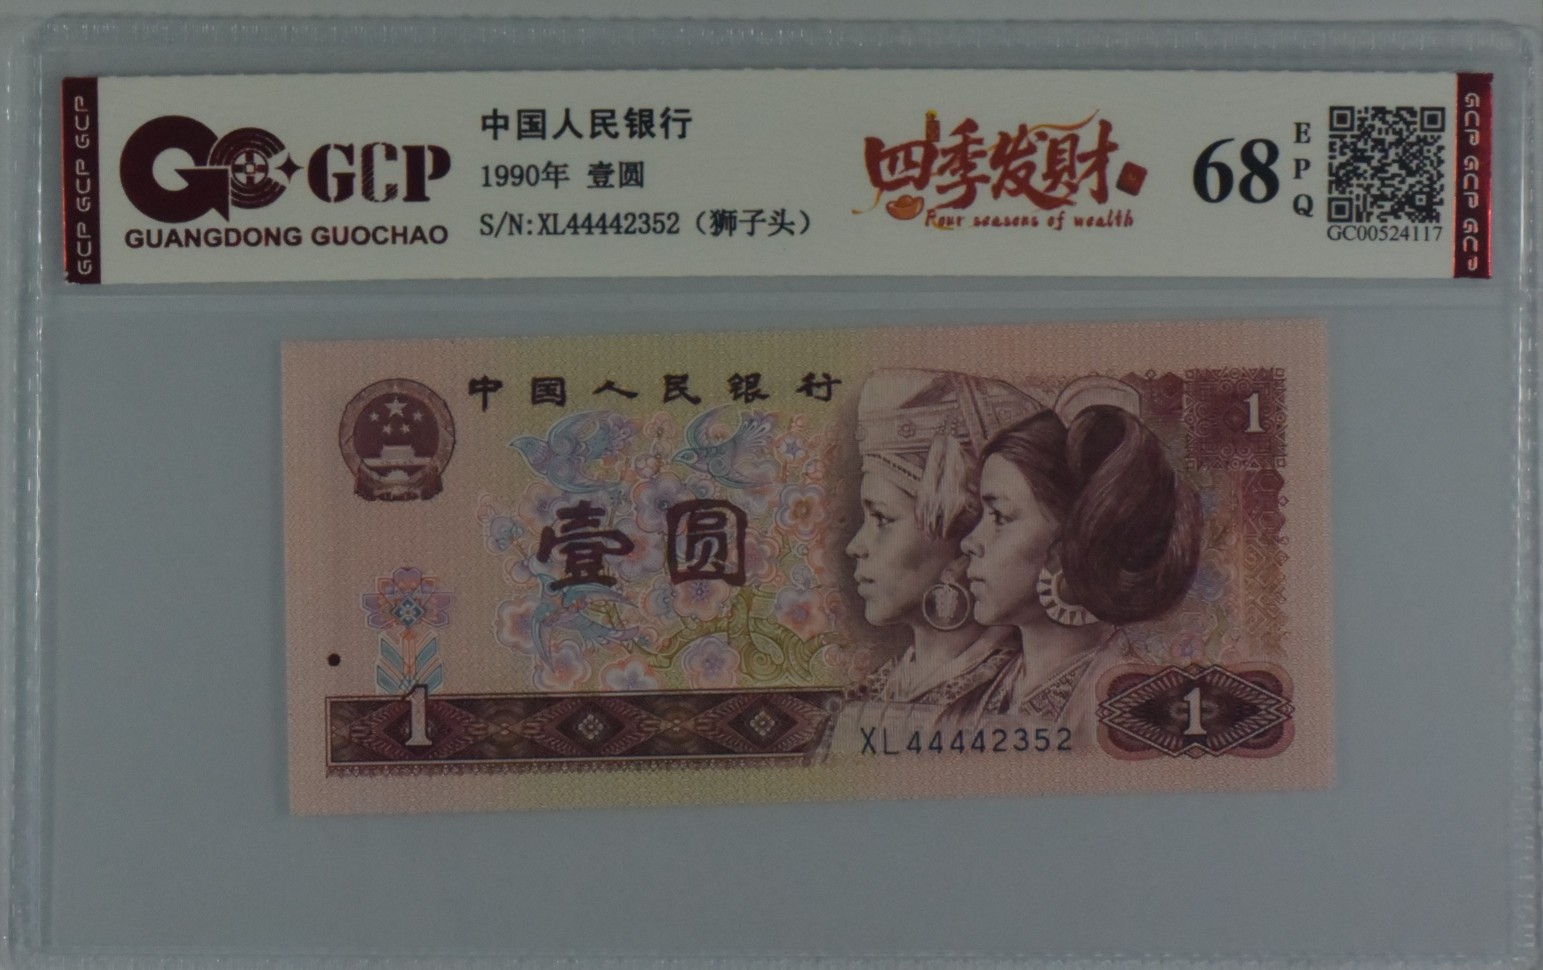 GCP GCP GCP
GCP
GUANGDONG GUOCHAO
中国人民银行
1990年 壹圆
S/N:XL44442352（狮子头）
四季发财
Four seasons of wealth
68
EPQ
GC00524117
GCP GCP GCP
中国人民银行
1
壹圆
1
XL44442352
1